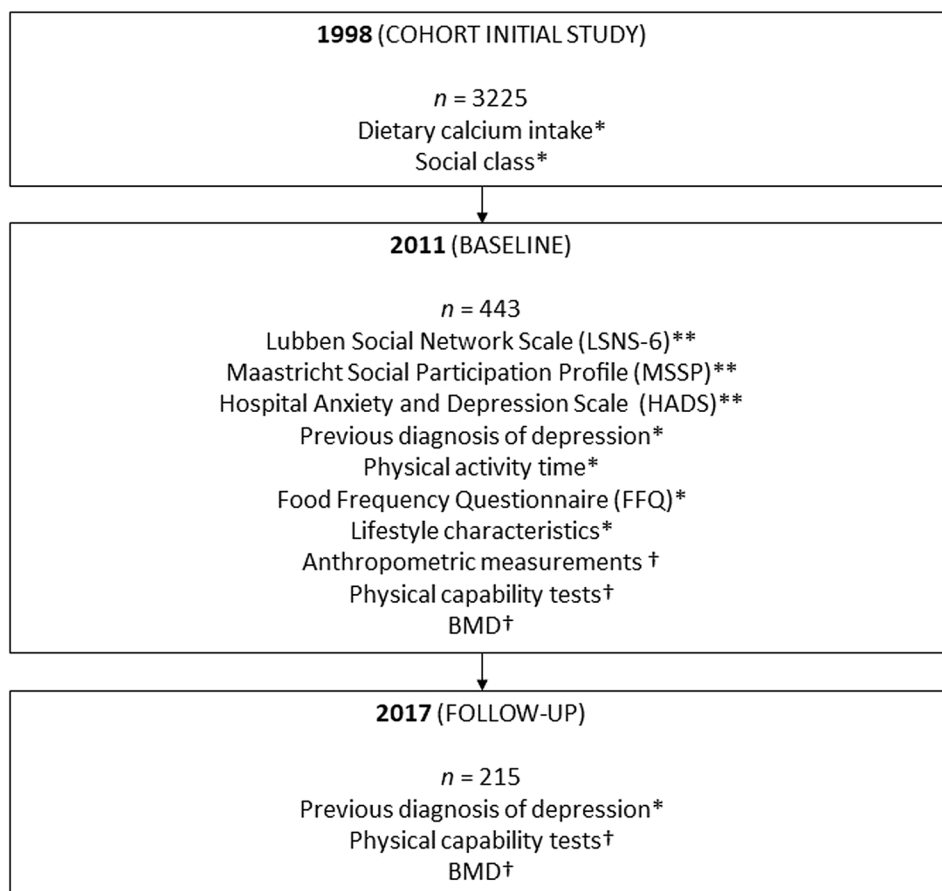 1998 (COHORT INITIAL STUDY)
n = 3225
Dietary calcium intake*
Social class*
2011 (BASELINE)
n = 443
Lubben Social Network Scale (LSNS-6)**
Maastricht Social Participation Profile (MSSP)**
Hospital Anxiety and Depression Scale (HADS)**
Previous diagnosis of depression*
Physical activity time*
Food Frequency Questionnaire (FFQ)*
Lifestyle characteristics*
Anthropometric measurements †
Physical capability tests†
BMD†
2017 (FOLLOW-UP)
n = 215
Previous diagnosis of depression*
Physical capability tests†
BMD†